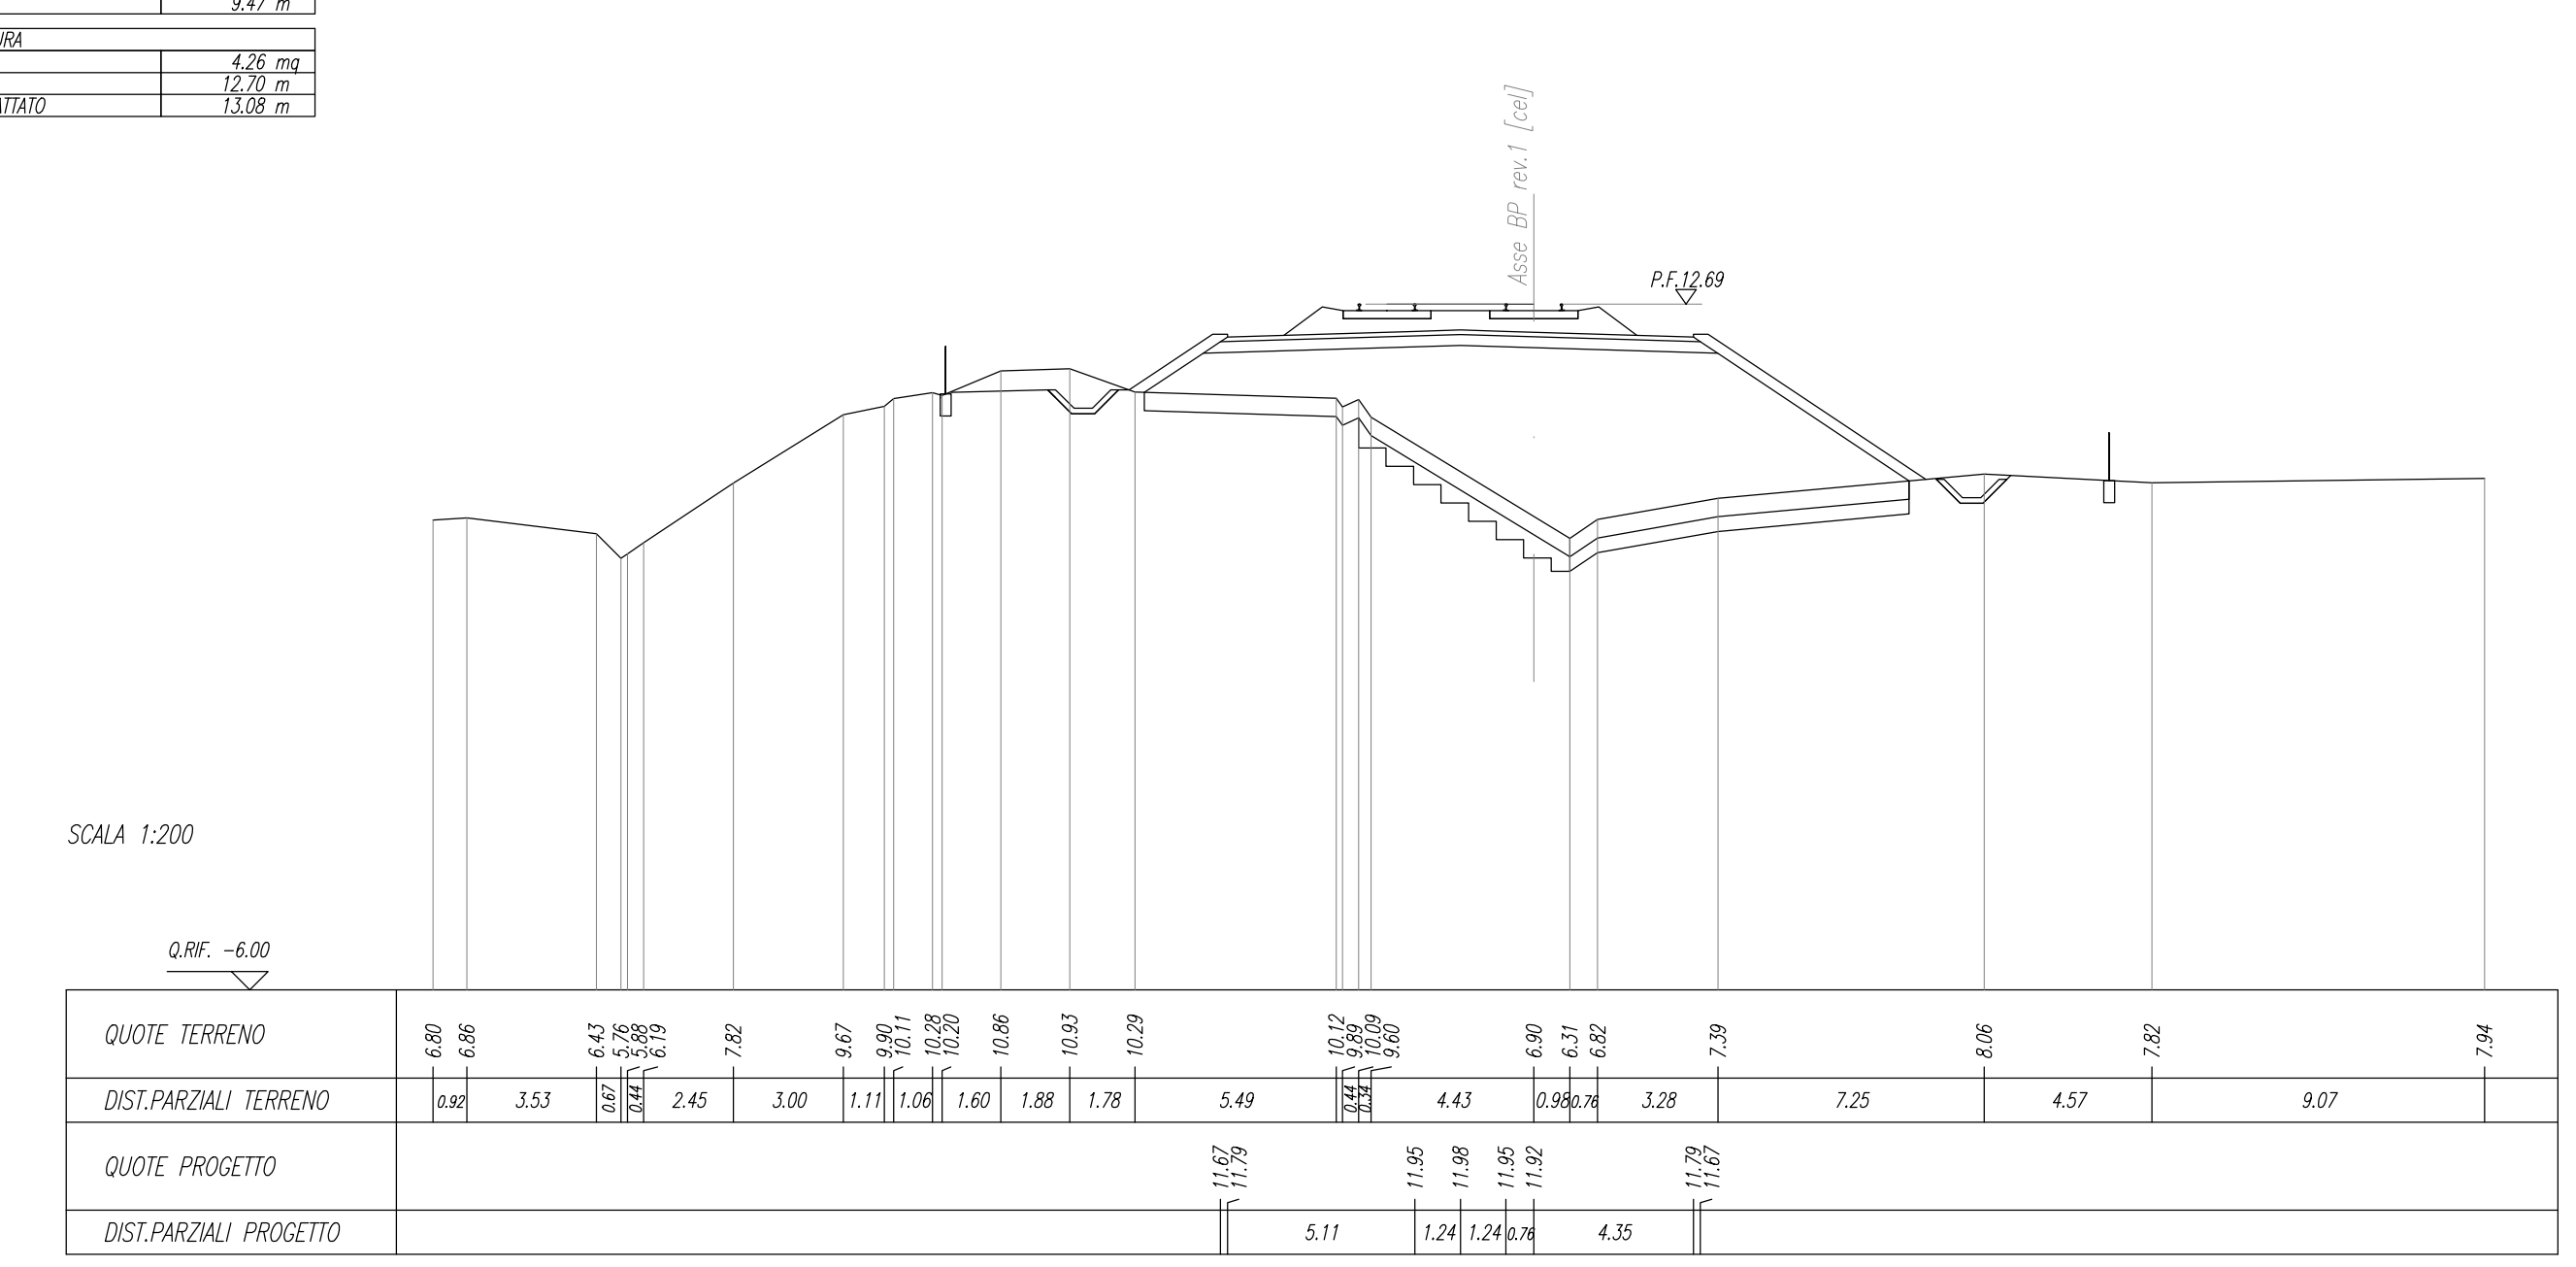 9.47 m
URA
4.26 mq
12.70 m
ATTATO 13.08 m
Asse BP rev.1 [cel]
P.F.12.69
SCALA 1:200
Q.RIF. -6.00
QUOTE TERRENO 6.80 6.86 6.43 5.76 5.88 6.19 7.82 9.67 9.90 10.11 10.28 10.20 10.86 10.93 10.29 10.12 9.89 10.09 9.60 6.90 6.31 6.82 7.39 8.06 7.82 7.94
DIST.PARZIALI TERRENO 0.92 3.53 0.67 0.44 2.45 3.00 1.11 1.06 1.60 1.88 1.78 5.49 0.44 0.34 4.43 0.98 0.76 3.28 7.25 4.57 9.07
QUOTE PROGETTO 11.67 11.79 11.95 11.98 11.95 11.92 11.79 11.67
DIST.PARZIALI PROGETTO 5.11 1.24 1.24 0.76 4.35